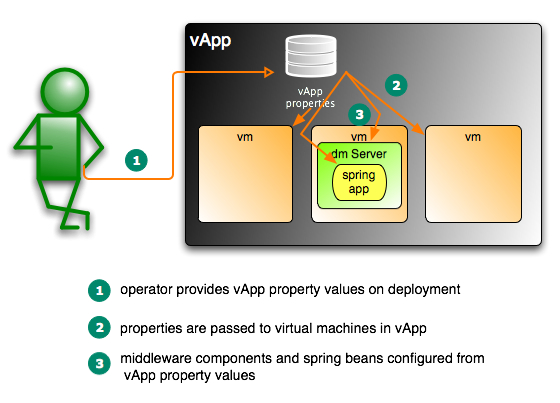 vApp
vApp
properties
2
3
1
vm
vm
vm
dm Server
spring
app
1 operator provides vApp property values on deployment
2 properties are passed to virtual machines in vApp
3 middleware components and spring beans configured from
vApp property values